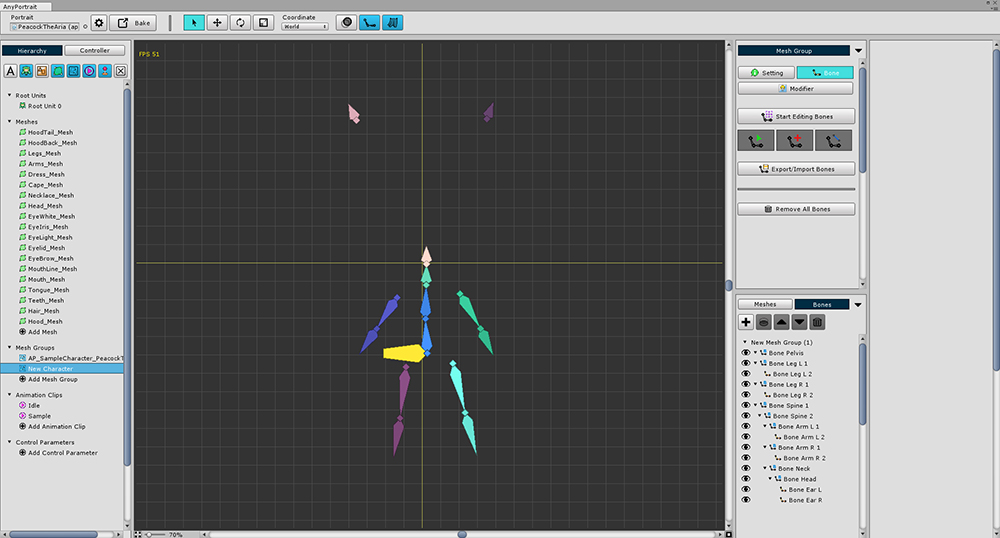 AnyPortrait
Portrait
PeacockTheAria (ap
Bake
Coordinate
World
Hierarchy
Controller
A
Root Units
Root Unit 0
Meshes
HoodTail_Mesh
HoodBack_Mesh
Legs_Mesh
Arms_Mesh
Dress_Mesh
Cape_Mesh
Necklace_Mesh
Head_Mesh
EyeWhite_Mesh
EyeIris_Mesh
EyeLight_Mesh
Eyelid_Mesh
EyeBrow_Mesh
MouthLine_Mesh
Mouth_Mesh
Tongue_Mesh
Teeth_Mesh
Hair_Mesh
Hood_Mesh
Add Mesh
Mesh Groups
AP_SampleCharacter_PeacockT
New Character
Add Mesh Group
Animation Clips
Idle
Sample
Add Animation Clip
Control Parameters
Add Control Parameter
FPS 51
70%
Mesh Group
Setting
Bone
Modifier
Start Editing Bones
Export/Import Bones
Remove All Bones
Meshes
Bones
New Mesh Group (1)
Bone Pelvis
Bone Leg L 1
Bone Leg L 2
Bone Leg R 1
Bone Leg R 2
Bone Spine 1
Bone Spine 2
Bone Arm L 1
Bone Arm L 2
Bone Arm R 1
Bone Arm R 2
Bone Neck
Bone Head
Bone Ear L
Bone Ear R